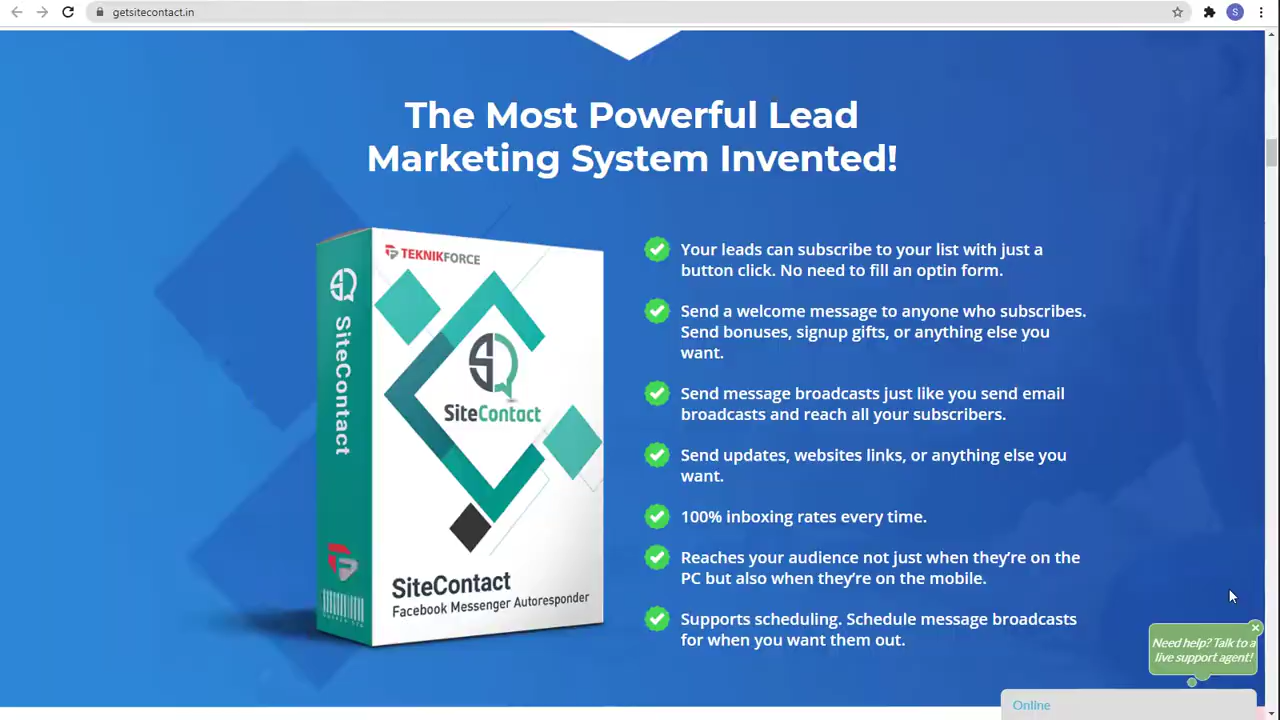 getsitecontact.in
S
The Most Powerful Lead
Marketing System Invented!
TEKNIKFORCE
SiteContact
SiteContact
SiteContact
Facebook Messenger Autoresponder
Your leads can subscribe to your list with just a
button click. No need to fill an optin form.
Send a welcome message to anyone who subscribes.
Send bonuses, signup gifts, or anything else you
want.
Send message broadcasts just like you send email
broadcasts and reach all your subscribers.
Send updates, websites links, or anything else you
want.
100% inboxing rates every time.
Reaches your audience not just when they’re on the
PC but also when they’re on the mobile.
Supports scheduling. Schedule message broadcasts
for when you want them out.
Need help? Talk to a
live support agent!
Online